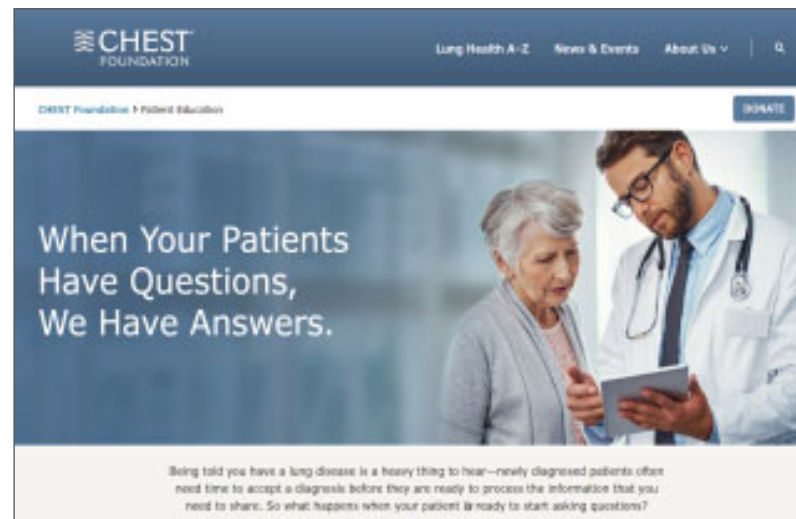 CHEST
FOUNDATION
Lung Health A-Z News & Events About Us
CHEST Foundation Patient Education
DONATE
When Your Patients
Have Questions,
We Have Answers.
Being told you have a lung disease is a heavy thing to hear—newly diagnosed patients often
need time to accept a diagnosis before they are ready to process the information that you
need to share. So what happens when your patient is ready to start asking questions?